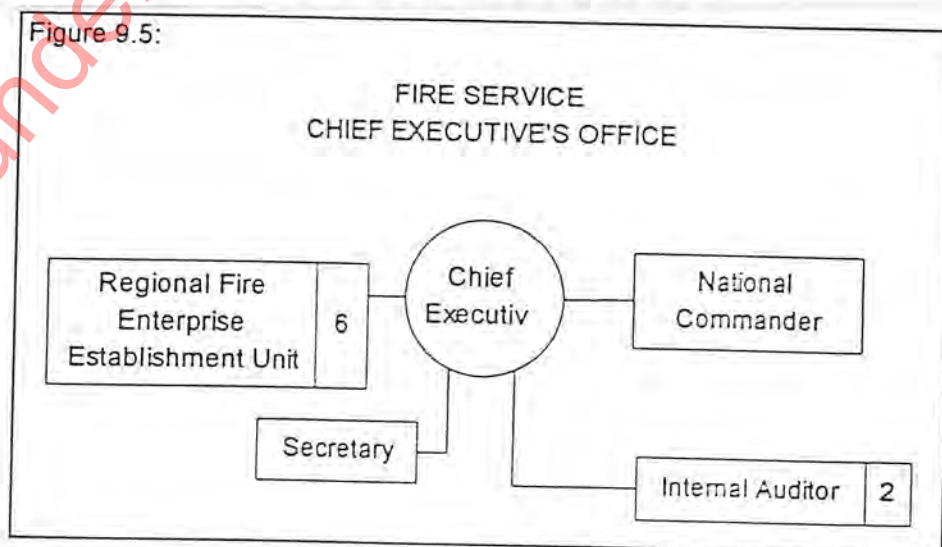 Figure 9.5:
FIRE SERVICE
CHIEF EXECUTIVE'S OFFICE
Regional Fire
Enterprise
Establishment Unit
6
Chief
Executiv
National
Commander
Secretary
Internal Auditor
2